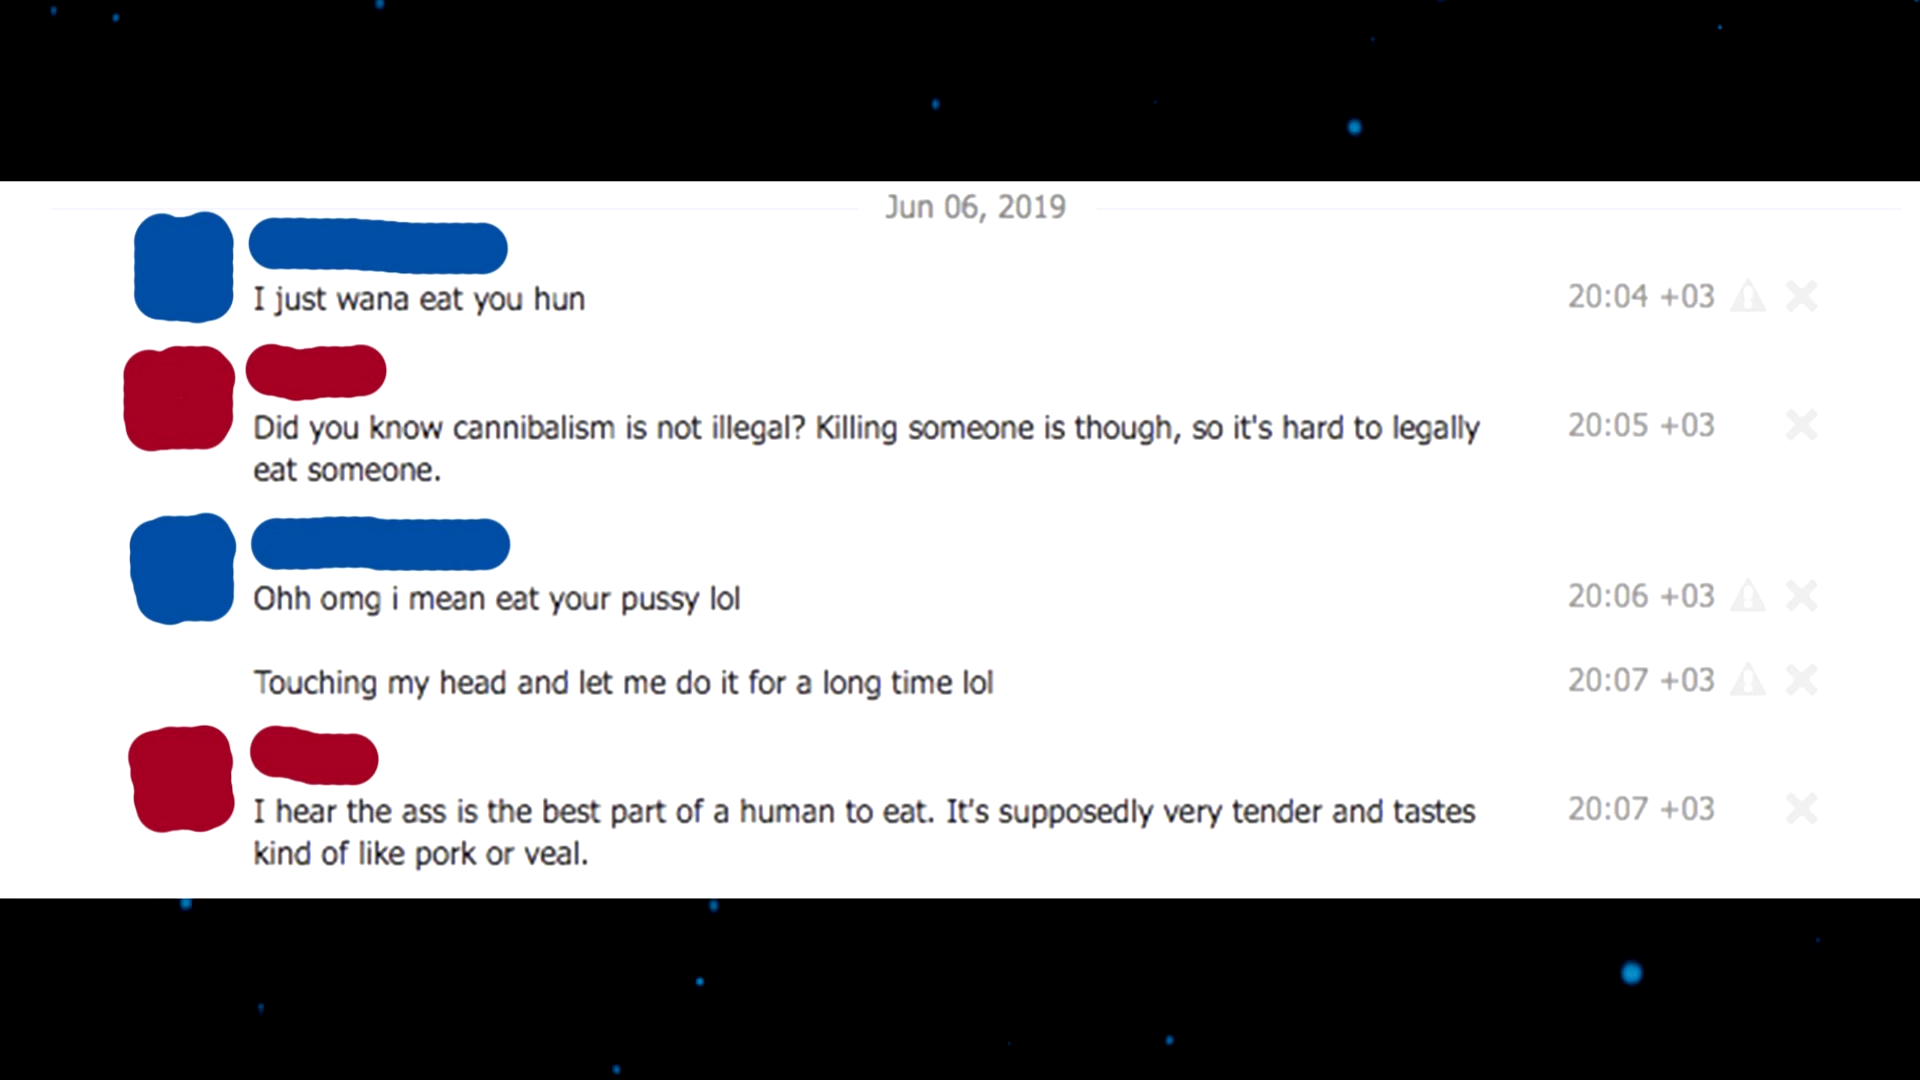 Jun 06, 2019
I just wana eat you hun
20:04 +03
Did you know cannibalism is not illegal? Killing someone is though, so it's hard to legally
eat someone.
20:05 +03
Ohh omg i mean eat your pussy lol
20:06 +03
Touching my head and let me do it for a long time lol
20:07 +03
I hear the ass is the best part of a human to eat. It's supposedly very tender and tastes
kind of like pork or veal.
20:07 +03